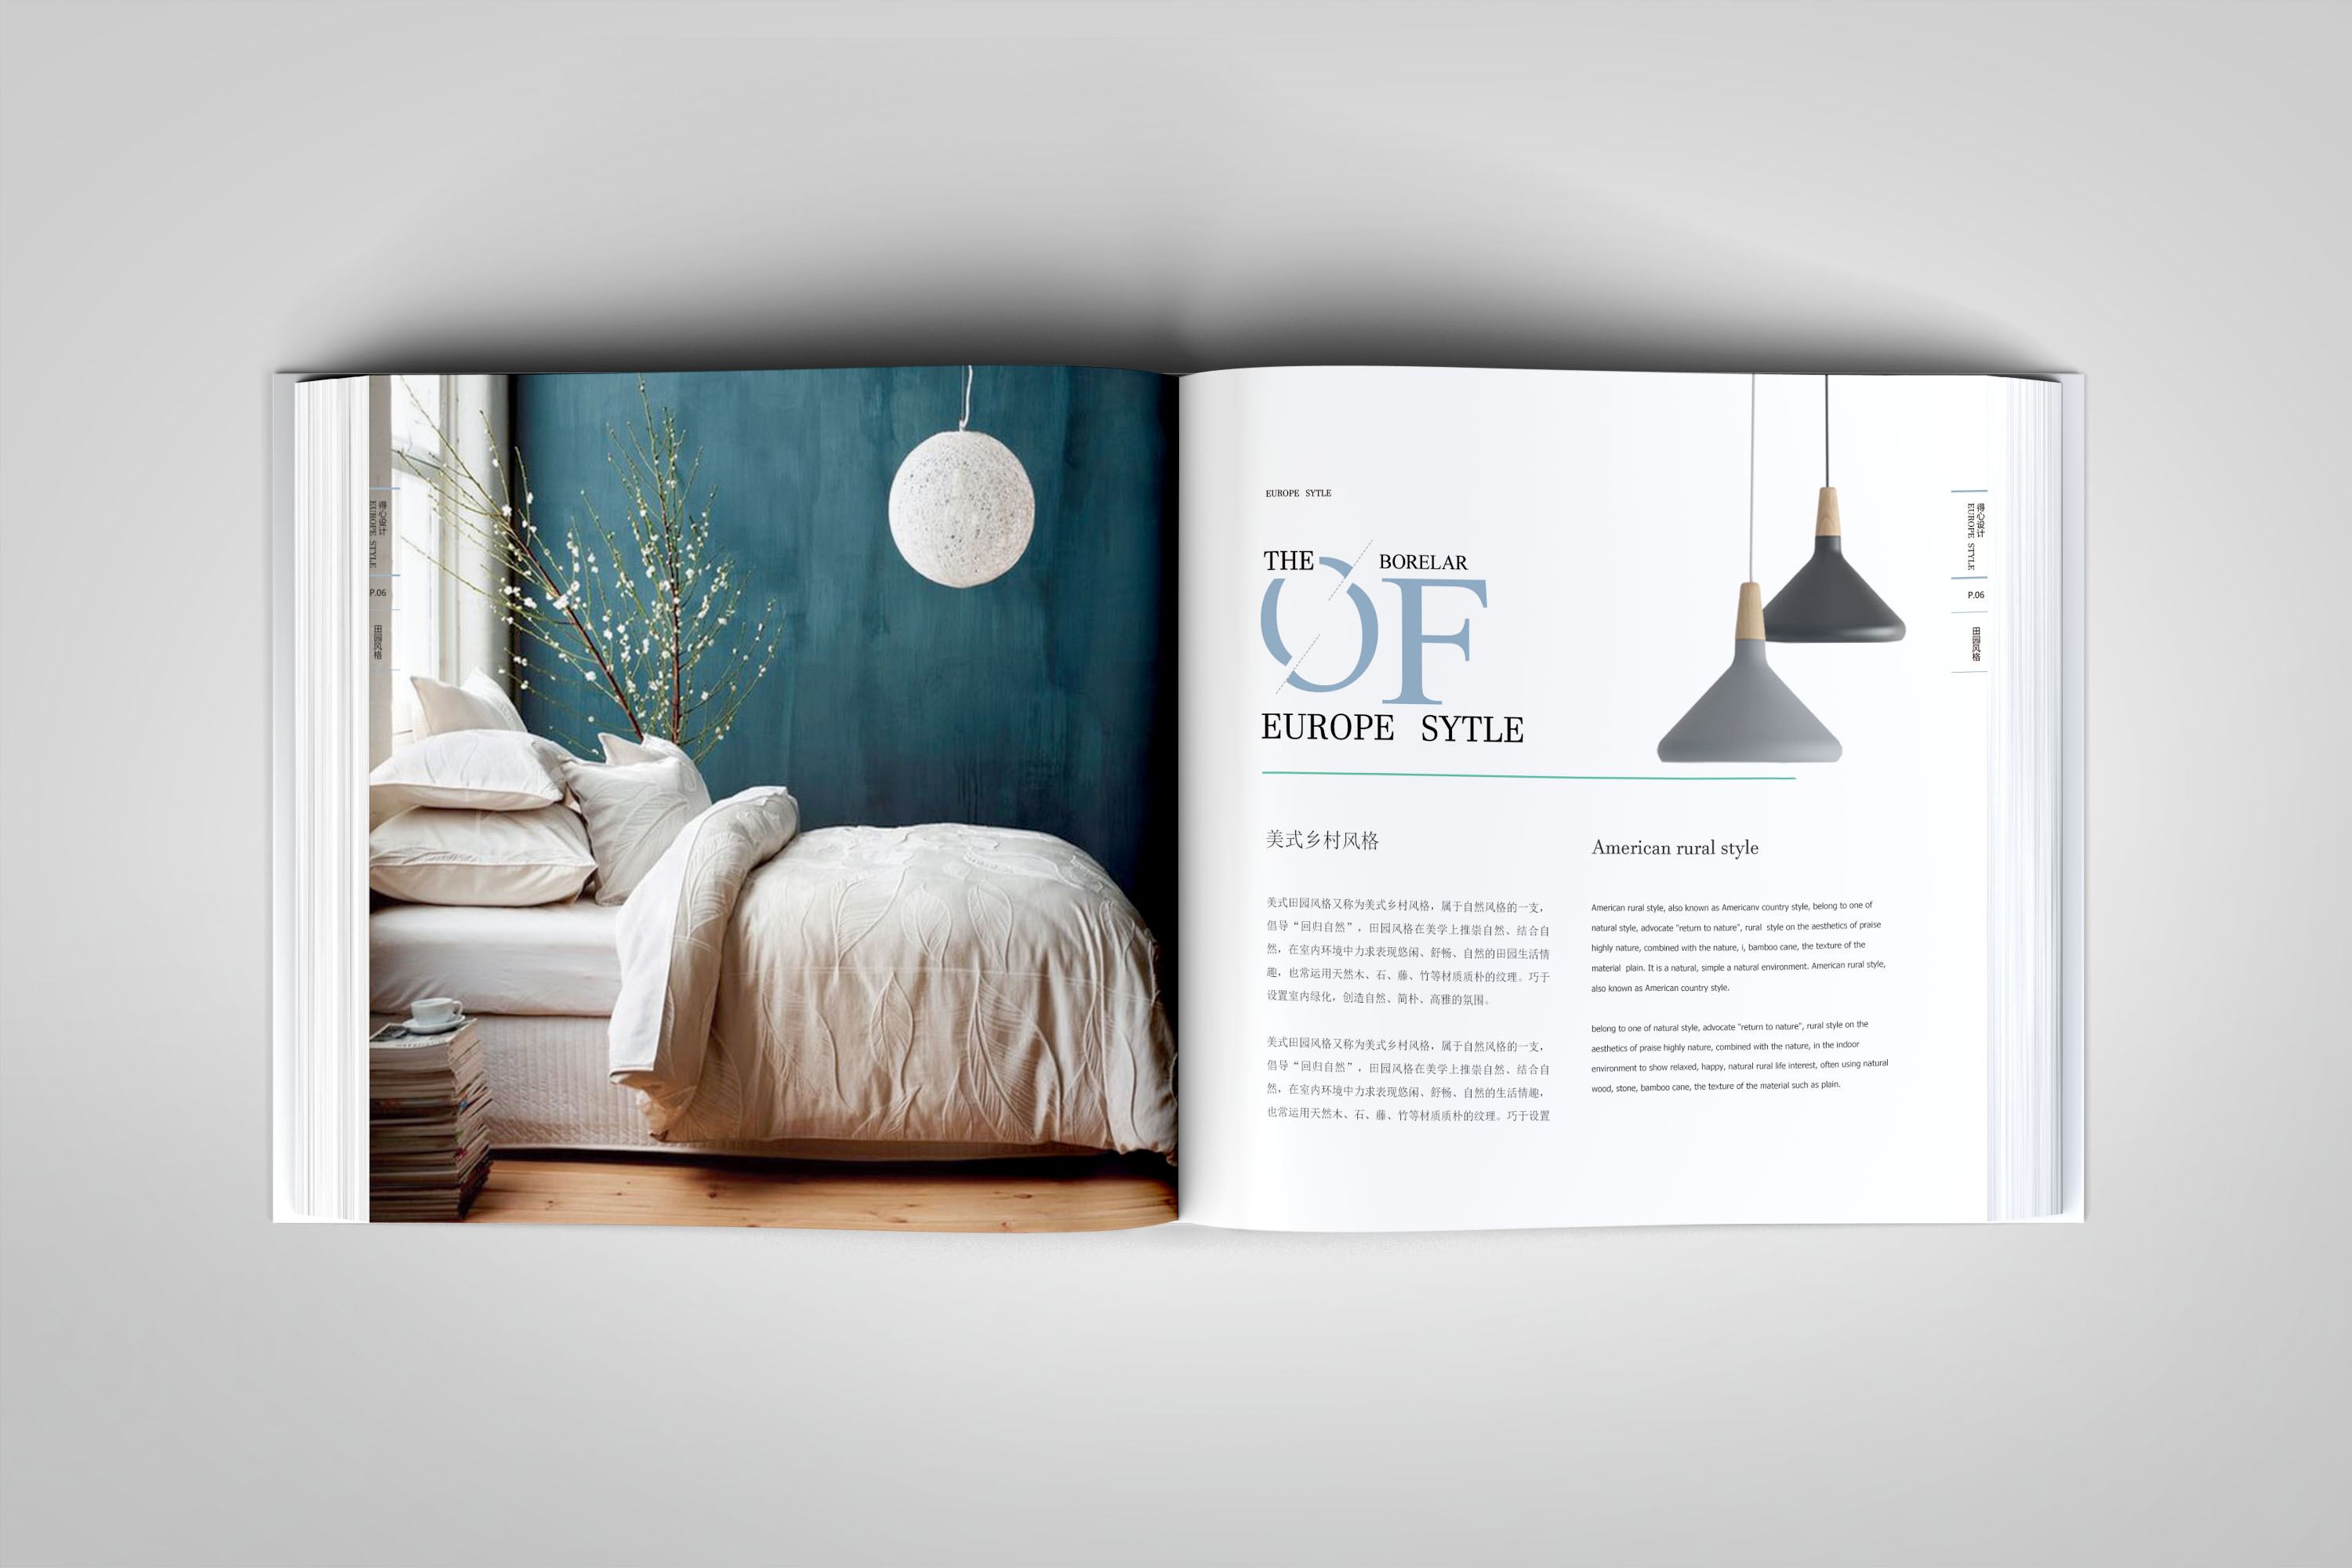 得心设计
EUROPE STYLE
P.06
田园风格
EUROPE SYTLE
THE
BORELAR
OF
EUROPE SYTLE
美式乡村风格
美式田园风格又称为美式乡村风格，属于自然风格的一支，
倡导“回归自然”，田园风格在美学上推崇自然、结合自
然，在室内环境中力求表现悠闲、舒畅、自然的田园生活情
趣，也常运用天然木、石、藤、竹等材质质朴的纹理。巧于
设置室内绿化，创造自然、简朴、高雅的氛围。
美式田园风格又称为美式乡村风格，属于自然风格的一支，
倡导“回归自然”，田园风格在美学上推崇自然、结合自
然，在室内环境中力求表现悠闲、舒畅、自然的生活情趣，
也常运用天然木、石、藤、竹等材质质朴的纹理。巧于设置
American rural style
American rural style, also known as Americanv country style, belong to one of
natural style, advocate "return to nature", rural style on the aesthetics of praise
highly nature, combined with the nature, i, bamboo cane, the texture of the
material plain. It is a natural, simple a natural environment. American rural style,
also known as American country style.
belong to one of natural style, advocate "return to nature", rural style on the
aesthetics of praise highly nature, combined with the nature, in the indoor
environment to show relaxed, happy, natural rural life interest, often using natural
wood, stone, bamboo cane, the texture of the material such as plain.
得心设计
EUROPE STYLE
P.06
田园风格